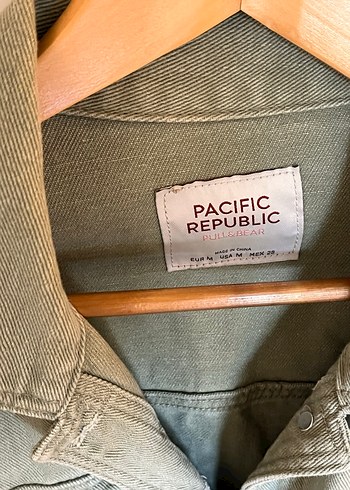 PACIFIC
REPUBLIC
PULL&BEAR
MADE IN CHINA
EUR M USA M MEX 28